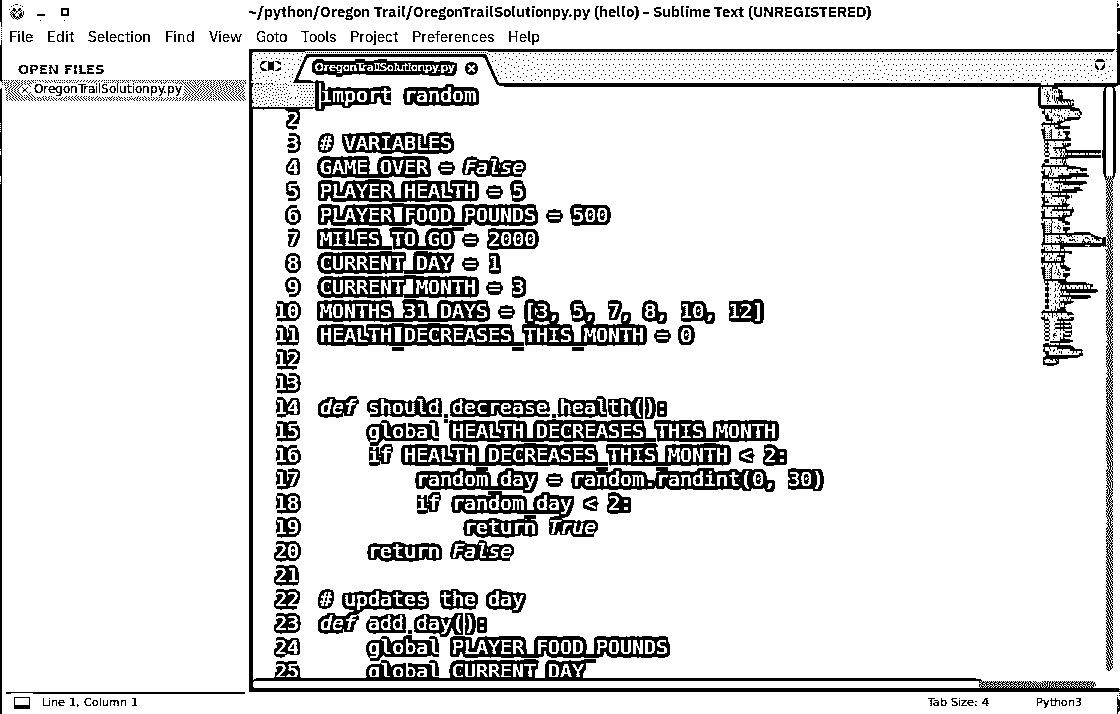 ~/python/Oregon Trail/OregonTrailSolutionpy.py (hello) – Sublime Text (UNREGISTERED)
File Edit Selection Find View Goto Tools Project Preferences Help
OPEN FILES
× OregonTrailSolutionpy.py
OregonTrailSolutionpy.py
import random
2
3 # VARIABLES
4 GAME_OVER = False
5 PLAYER_HEALTH = 5
6 PLAYER_FOOD_POUNDS = 500
7 MILES_TO_GO = 2000
8 CURRENT_DAY = 1
9 CURRENT_MONTH = 3
10 MONTHS_31_DAYS = [3, 5, 7, 8, 10, 12]
11 HEALTH_DECREASES_THIS_MONTH = 0
12
13
14 def should_decrease_health():
15     global HEALTH_DECREASES_THIS_MONTH
16     if HEALTH_DECREASES_THIS_MONTH < 2:
17         random_day = random.randint(0, 30)
18         if random_day < 2:
19             return True
20     return False
21
22 # updates the day
23 def add_day():
24     global PLAYER_FOOD_POUNDS
25     global CURRENT_DAY
Line 1, Column 1
Tab Size: 4
Python3